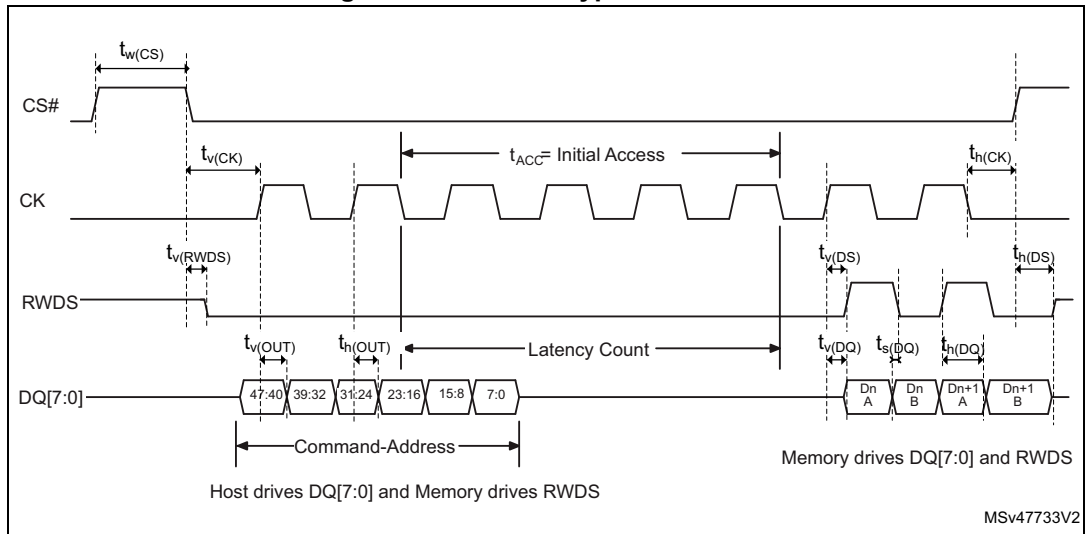 tw(CS)
CS#
tv(CK)
tACC= Initial Access
th(CK)
CK
tv(RWDS)
tv(DS)
th(DS)
RWDS
tv(OUT)
th(OUT)
Latency Count
tv(DQ)
ts(DQ)
th(DQ)
DQ[7:0]
47:40
39:32
31:24
23:16
15:8
7:0
Dn
A
Dn
B
Dn+1
A
Dn+1
B
Command-Address
Memory drives DQ[7:0] and RWDS
Host drives DQ[7:0] and Memory drives RWDS
MSv47733V2